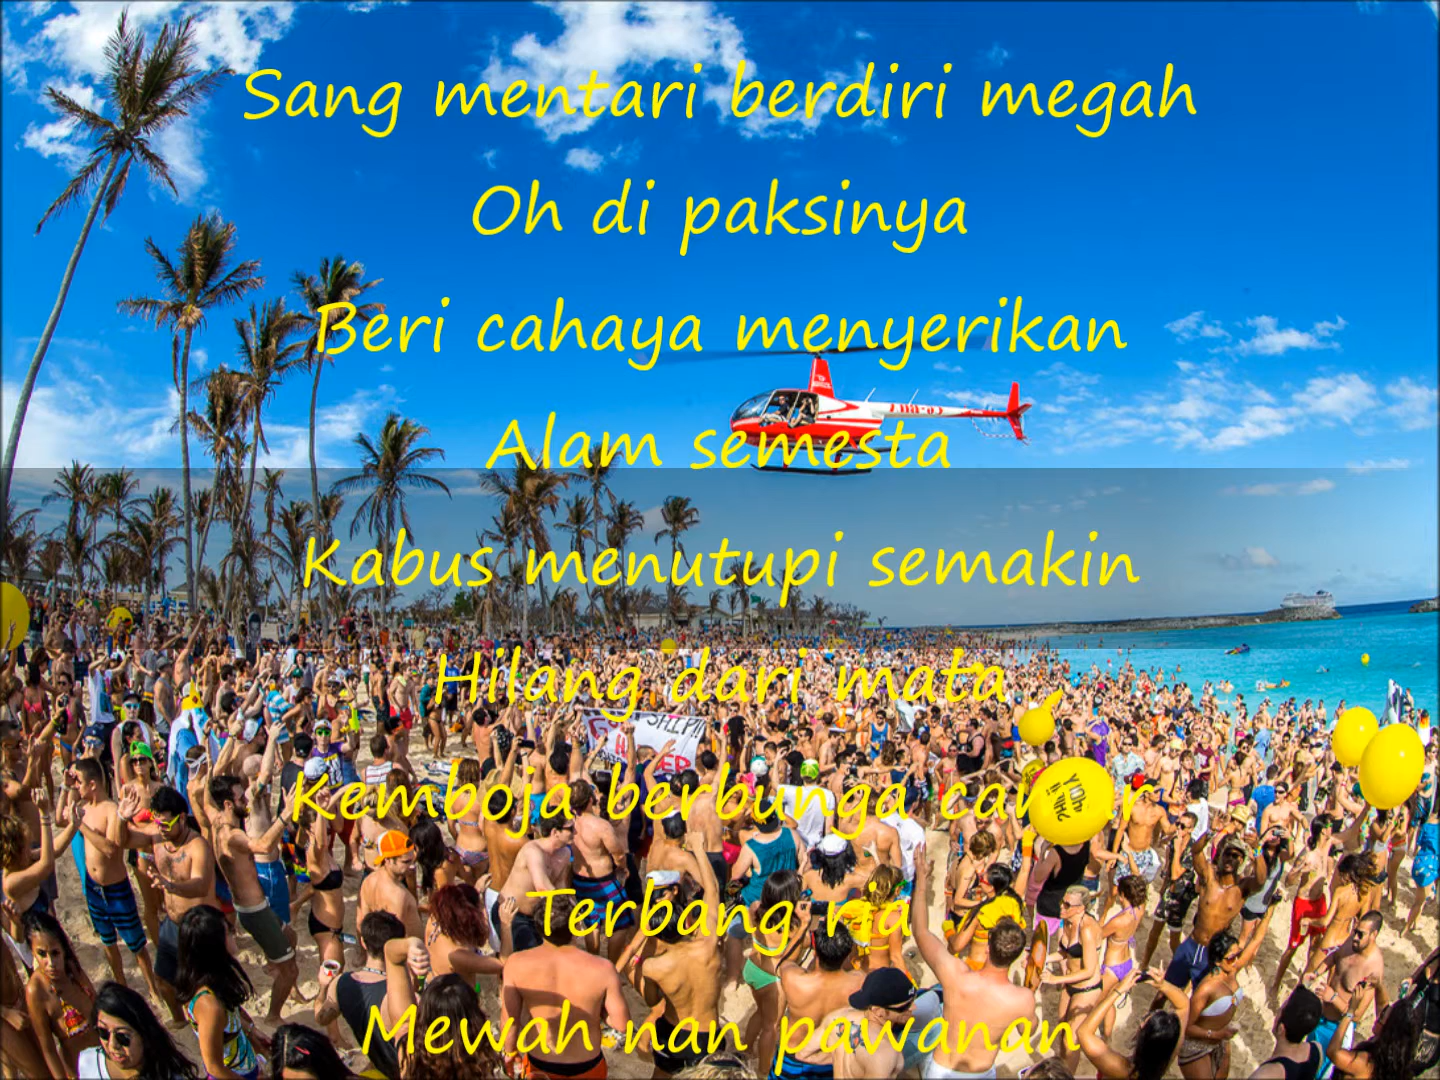 Sang mentari berdiri megah
Oh di paksinya
Beri cahaya menyerikan
Alam semesta
Kabus menutupi semakin
Hilang dari mata
Kemboja berbunga
Terbang ria
Mewah nan pawanan
SHIP!!